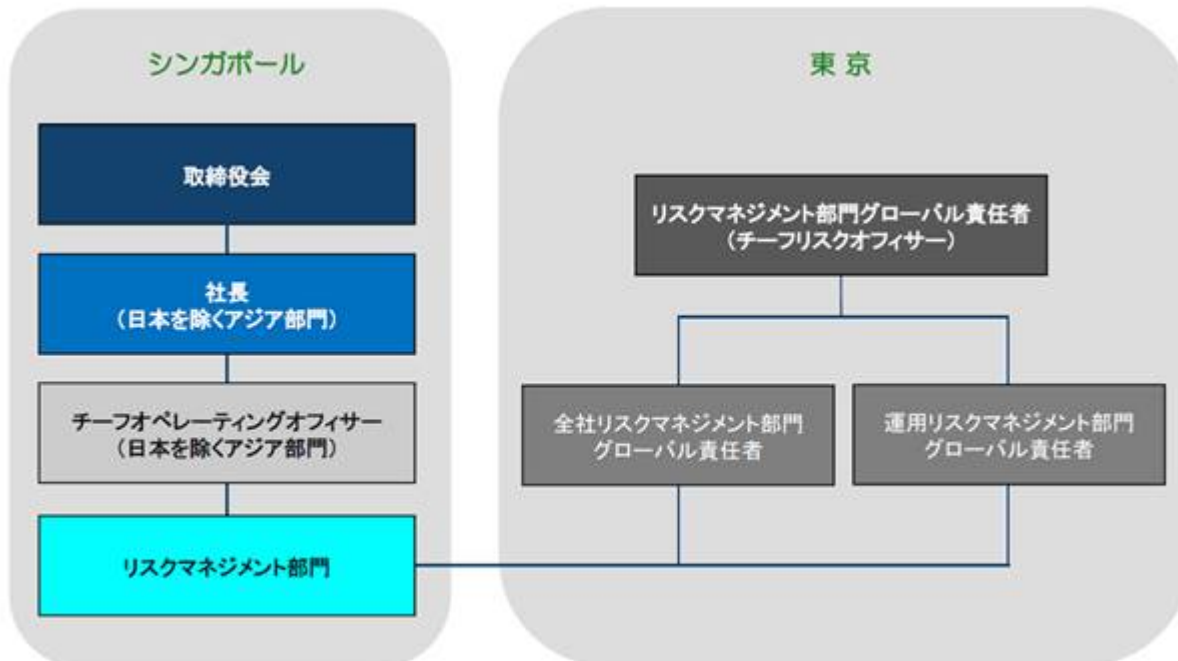 シンガポール
取締役会
社長
（日本を除くアジア部門）
チーフオペレーティングオフィサー
（日本を除くアジア部門）
リスクマネジメント部門
東京
リスクマネジメント部門グローバル責任者
（チーフリスクオフィサー）
全社リスクマネジメント部門
グローバル責任者
運用リスクマネジメント部門
グローバル責任者